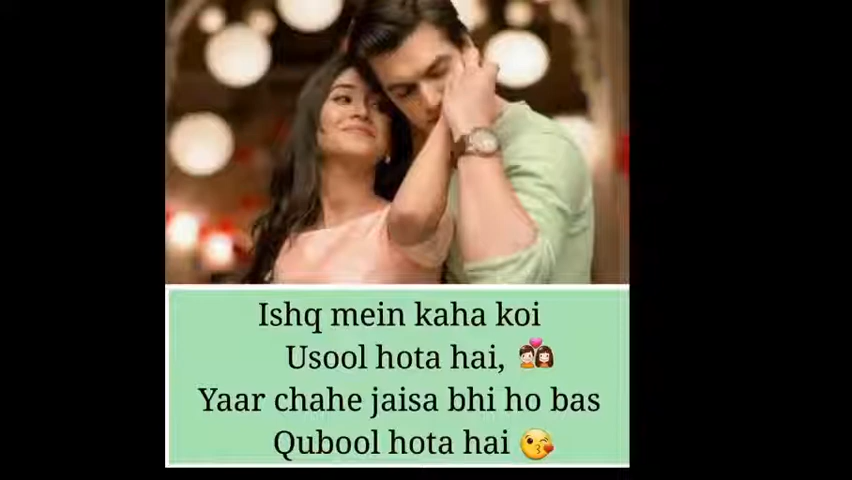 Ishq mein kaha koi
Usool hota hai, 💑
Yaar chahe jaisa bhi ho bas
Qubool hota hai 😘